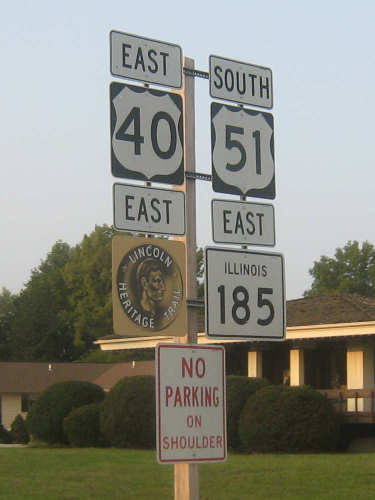 EAST
40
EAST
LINCOLN
HERITAGE TRAIL
SOUTH
51
EAST
ILLINOIS
185
NO
PARKING
ON
SHOULDER